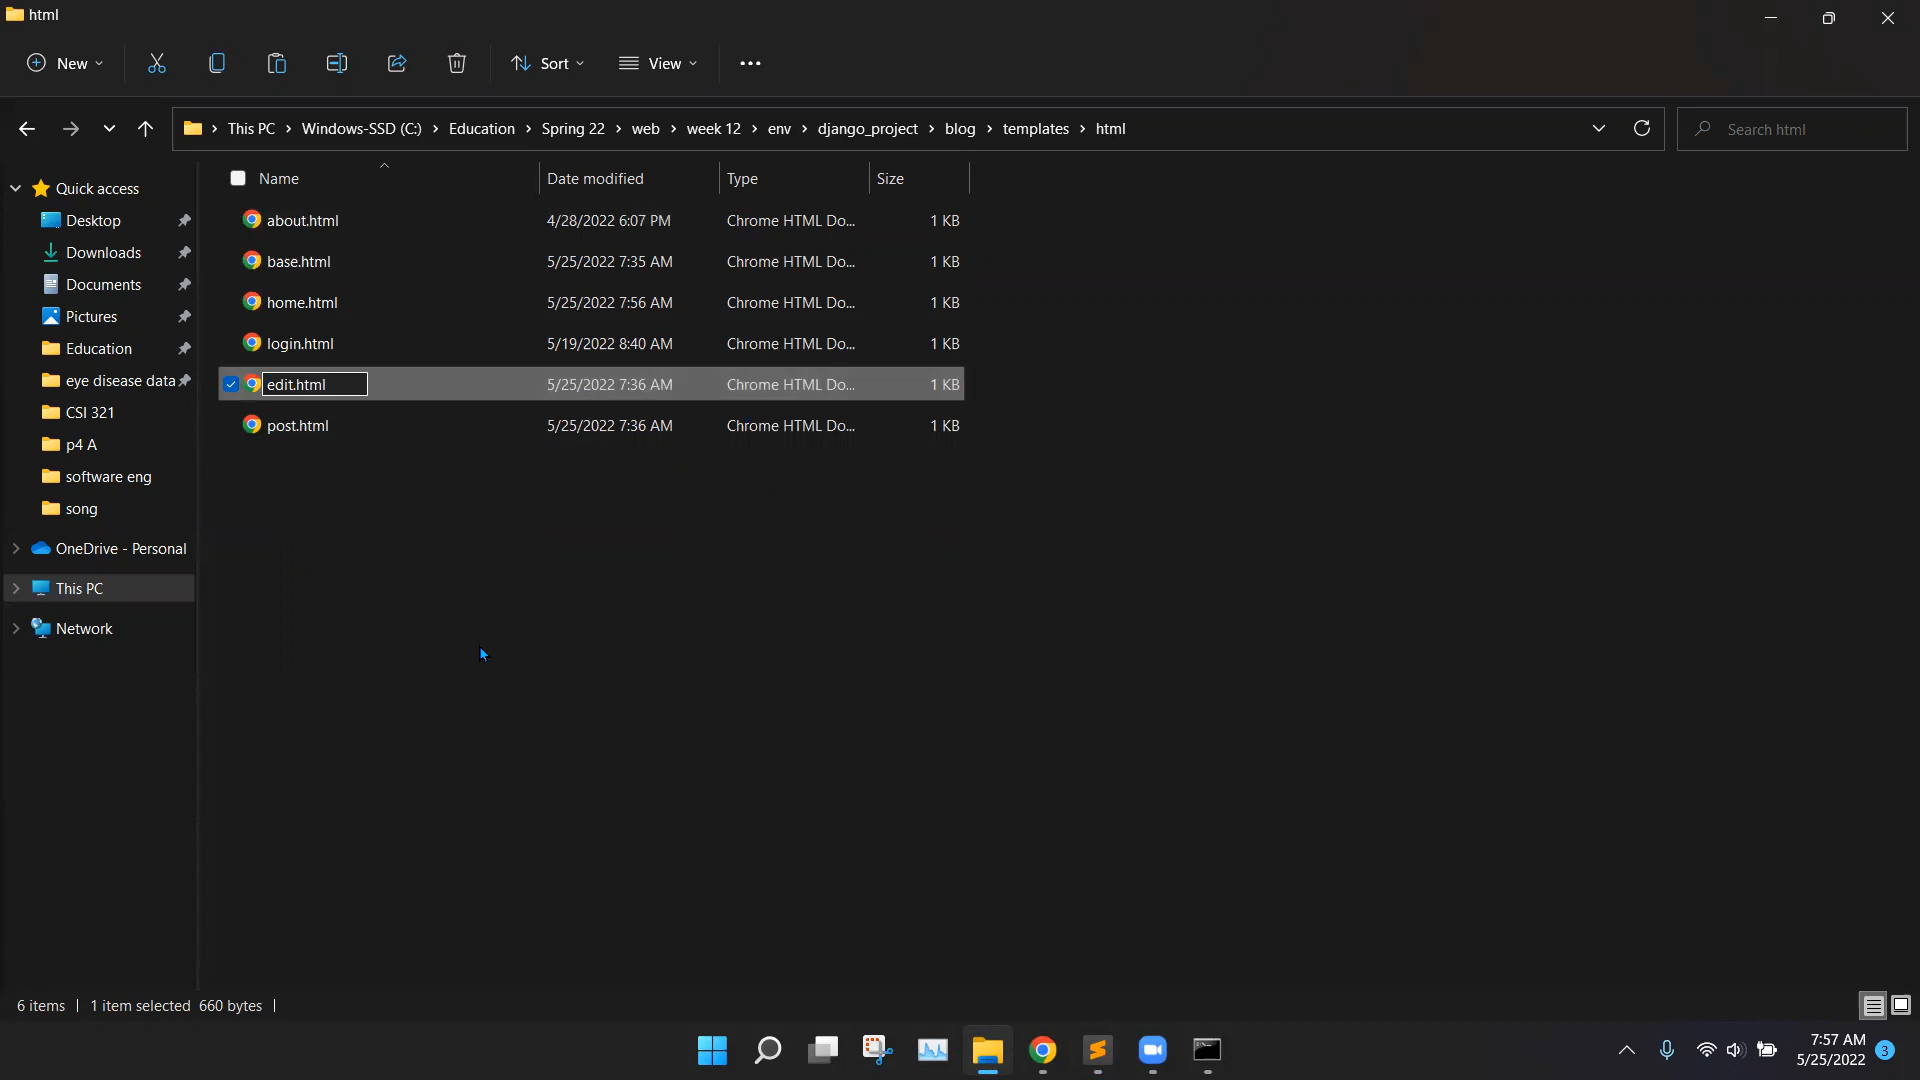 html
New
Sort
View
This PC > Windows-SSD (C:) > Education > Spring 22 > web > week 12 > env > django_project > blog > templates > html
Search html
Name Date modified Type Size
Quick access
Desktop
Downloads
Documents
Pictures
Education
eye disease data
CSI 321
p4 A
software eng
song
OneDrive - Personal
This PC
Network
about.html 4/28/2022 6:07 PM Chrome HTML Do... 1 KB
base.html 5/25/2022 7:35 AM Chrome HTML Do... 1 KB
home.html 5/25/2022 7:56 AM Chrome HTML Do... 1 KB
login.html 5/19/2022 8:40 AM Chrome HTML Do... 1 KB
edit.html 5/25/2022 7:36 AM Chrome HTML Do... 1 KB
post.html 5/25/2022 7:36 AM Chrome HTML Do... 1 KB
6 items | 1 item selected 660 bytes |
7:57 AM
5/25/2022
3